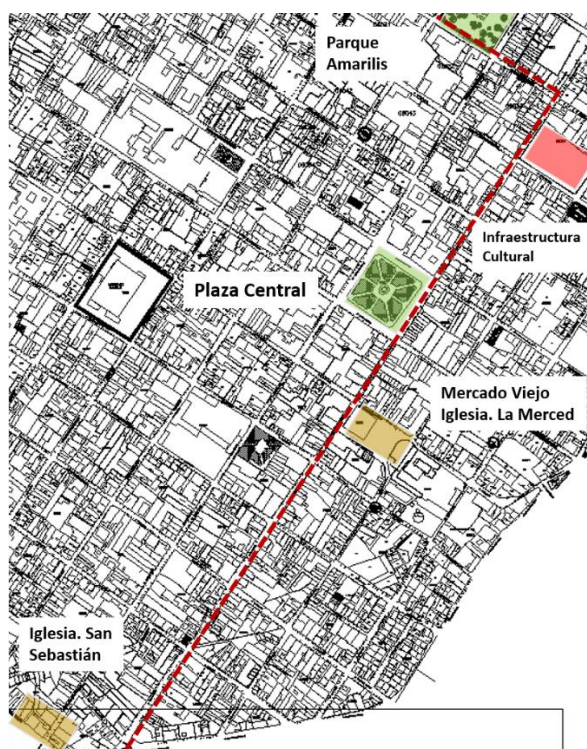 Parque
Amarilis
Infraestructura
Cultural
Plaza Central
Mercado Viejo
Iglesia. La Merced
Iglesia. San
Sebastián